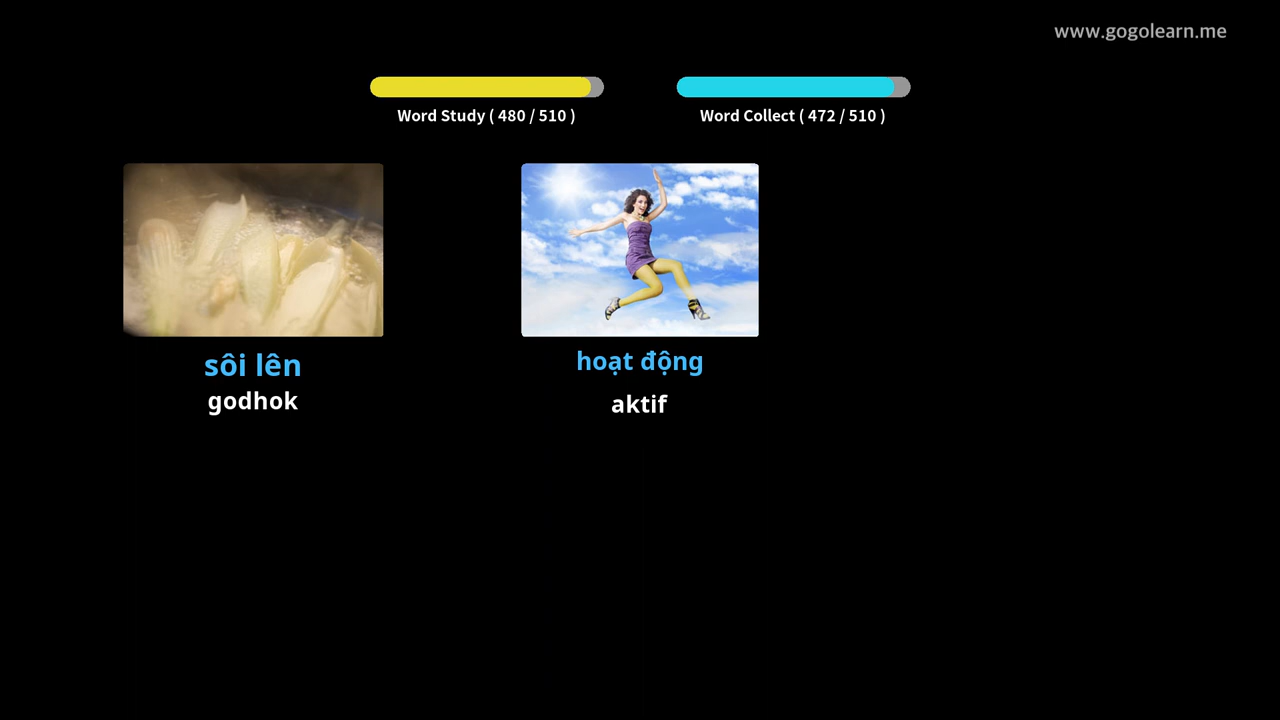 www.gogolearn.me
Word Study ( 480 / 510 )
Word Collect ( 472 / 510 )
sôi lên
godhok
hoạt động
aktif